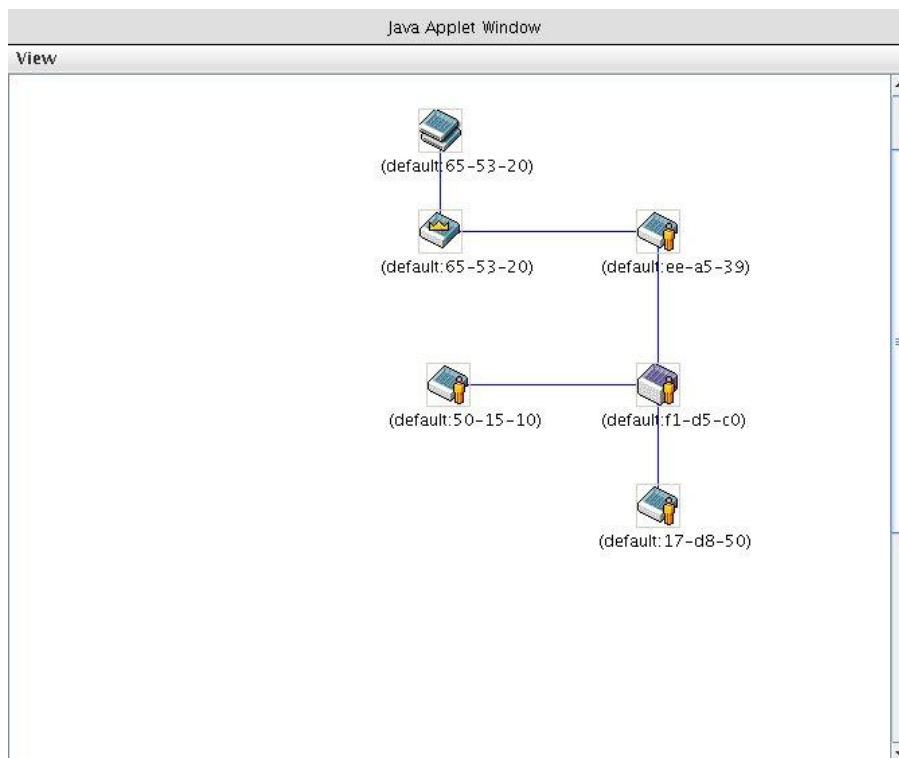 Java Applet Window
View
(default:65-53-20)
(default:65-53-20)
(default:ee-a5-39)
(default:50-15-10)
(default:f1-d5-c0)
(default:17-d8-50)